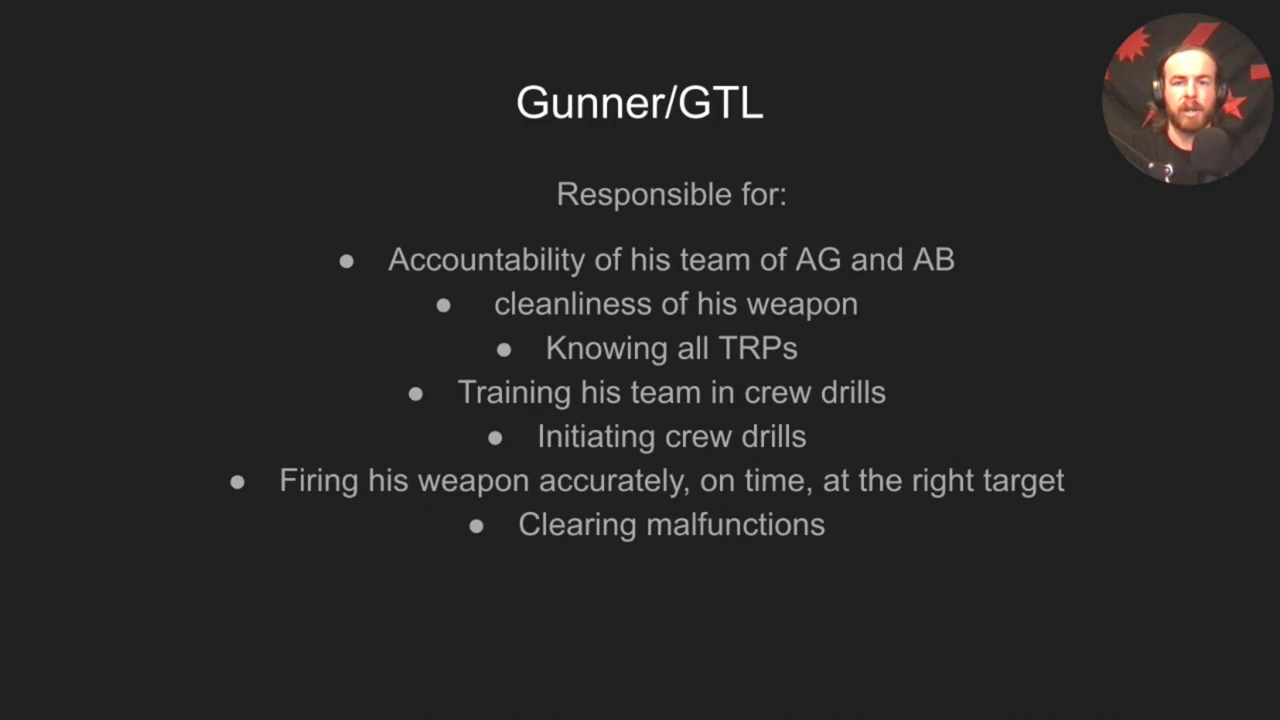 Gunner/GTL
Responsible for:
● Accountability of his team of AG and AB
● cleanliness of his weapon
● Knowing all TRPs
● Training his team in crew drills
● Initiating crew drills
● Firing his weapon accurately, on time, at the right target
● Clearing malfunctions